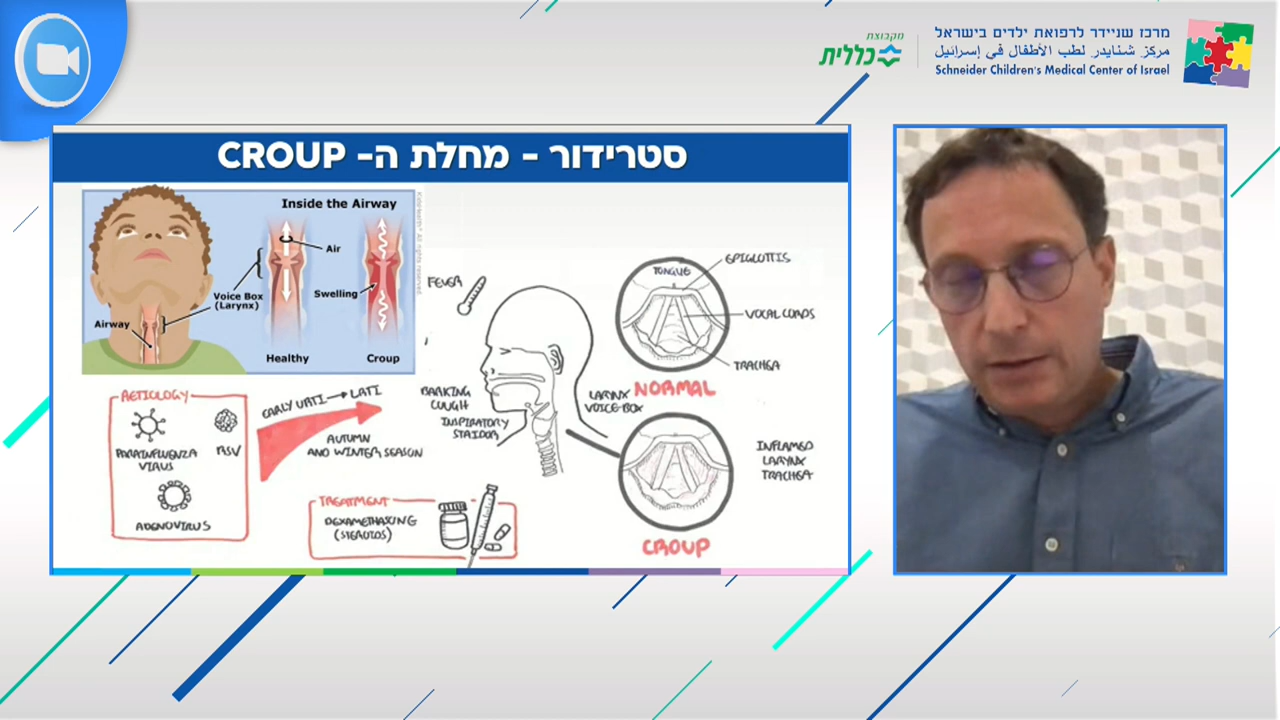 מקבוצת
כללית
מרכז שניידר לרפואת ילדים בישראל
مركز شنايدر لطب الأطفال في إسرائيل
Schneider Children's Medical Center of Israel
סטרידור - מחלת ה- CROUP
Inside the Airway
Air
Voice Box
(Larynx)
Swelling
Airway
Healthy
Croup
FEVER
TONGUE
EPIGLOTTIS
VOCAL CORDS
TRACHEA
NORMAL
LARYNX
VOICE-BOX
BARKING
COUGH
INSPIRATORY
STRIDOR
AETIOLOGY
PARAINFLUENZA
VIRUS
RSV
ADENOVIRUS
EARLY URTI → LRTI
AUTUMN
AND WINTER SEASON
INFLAMED
LARYNX
TRACHEA
TREATMENT
DEXAMETHASONE
(STEROIDS)
CROUP